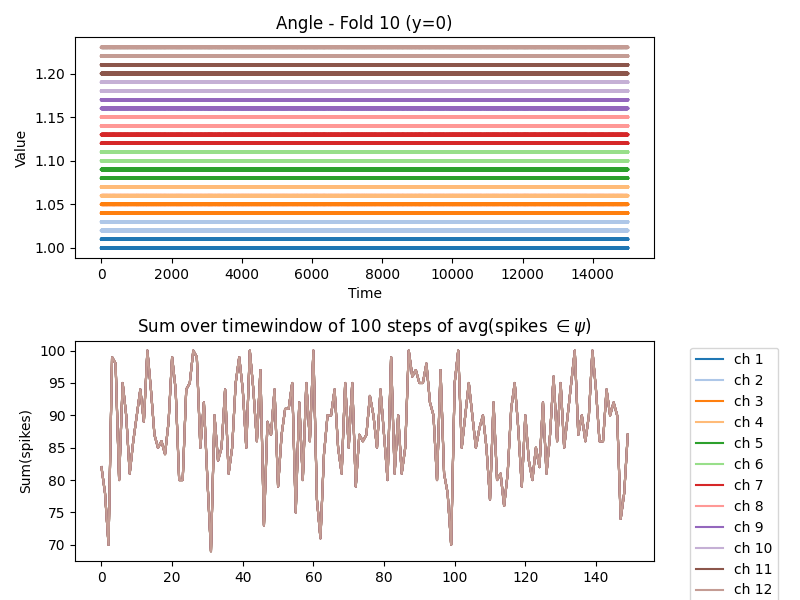 Angle - Fold 10 (y=0)
Value
1.20
1.15
1.10
1.05
1.00
0 2000 4000 6000 8000 10000 12000 14000
Time
Sum over timewindow of 100 steps of avg(spikes ∈ ψ)
Sum(spikes)
100
95
90
85
80
75
70
0 20 40 60 80 100 120 140
ch 1
ch 2
ch 3
ch 4
ch 5
ch 6
ch 7
ch 8
ch 9
ch 10
ch 11
ch 12